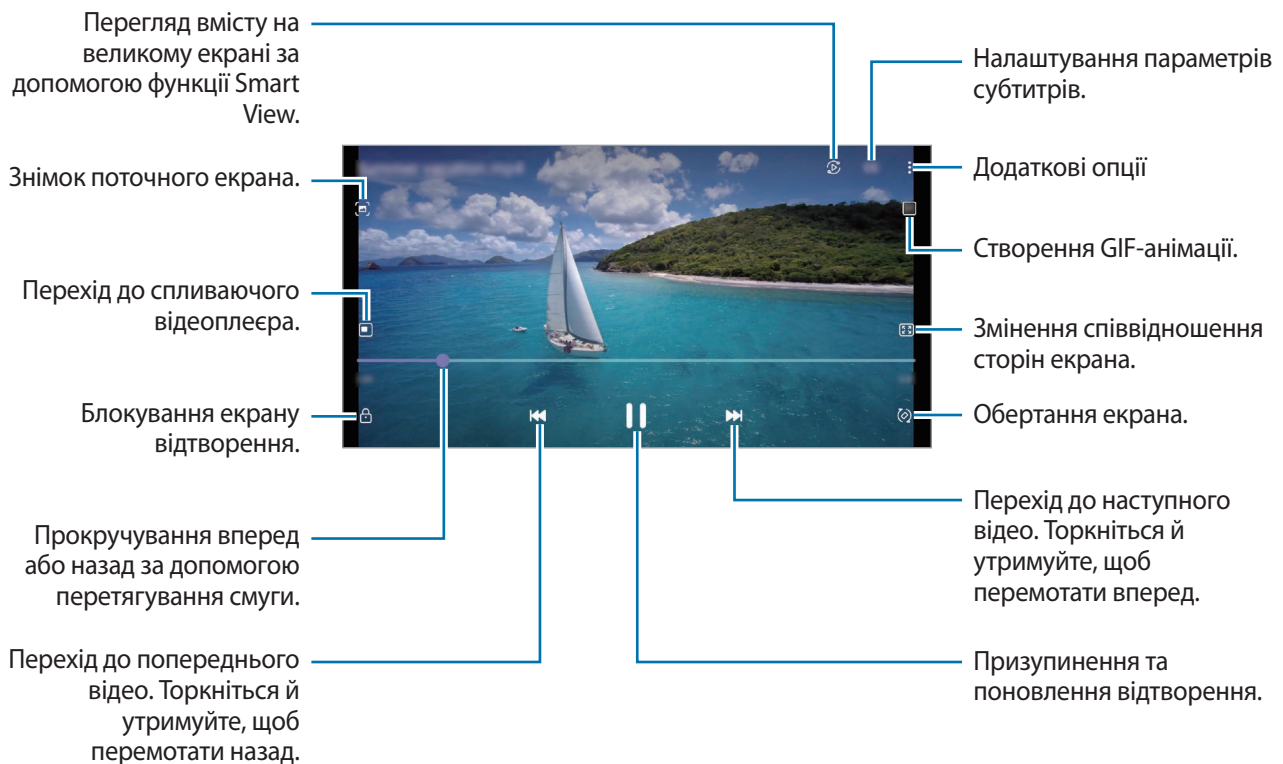 Перегляд вмісту на
великому екрані за
допомогою функції Smart
View.
Знімок поточного екрана.
Перехід до спливаючого
відеоплеєра.
Блокування екрану
відтворення.
Прокручування вперед
або назад за допомогою
перетягування смуги.
Перехід до попереднього
відео. Торкніться й
утримуйте, щоб
перемотати назад.
Налаштування параметрів
субтитрів.
Додаткові опції
Створення GIF-анімації.
Змінення співвідношення
сторін екрана.
Обертання екрана.
Перехід до наступного
відео. Торкніться й
утримуйте, щоб
перемотати вперед.
Призупинення та
поновлення відтворення.